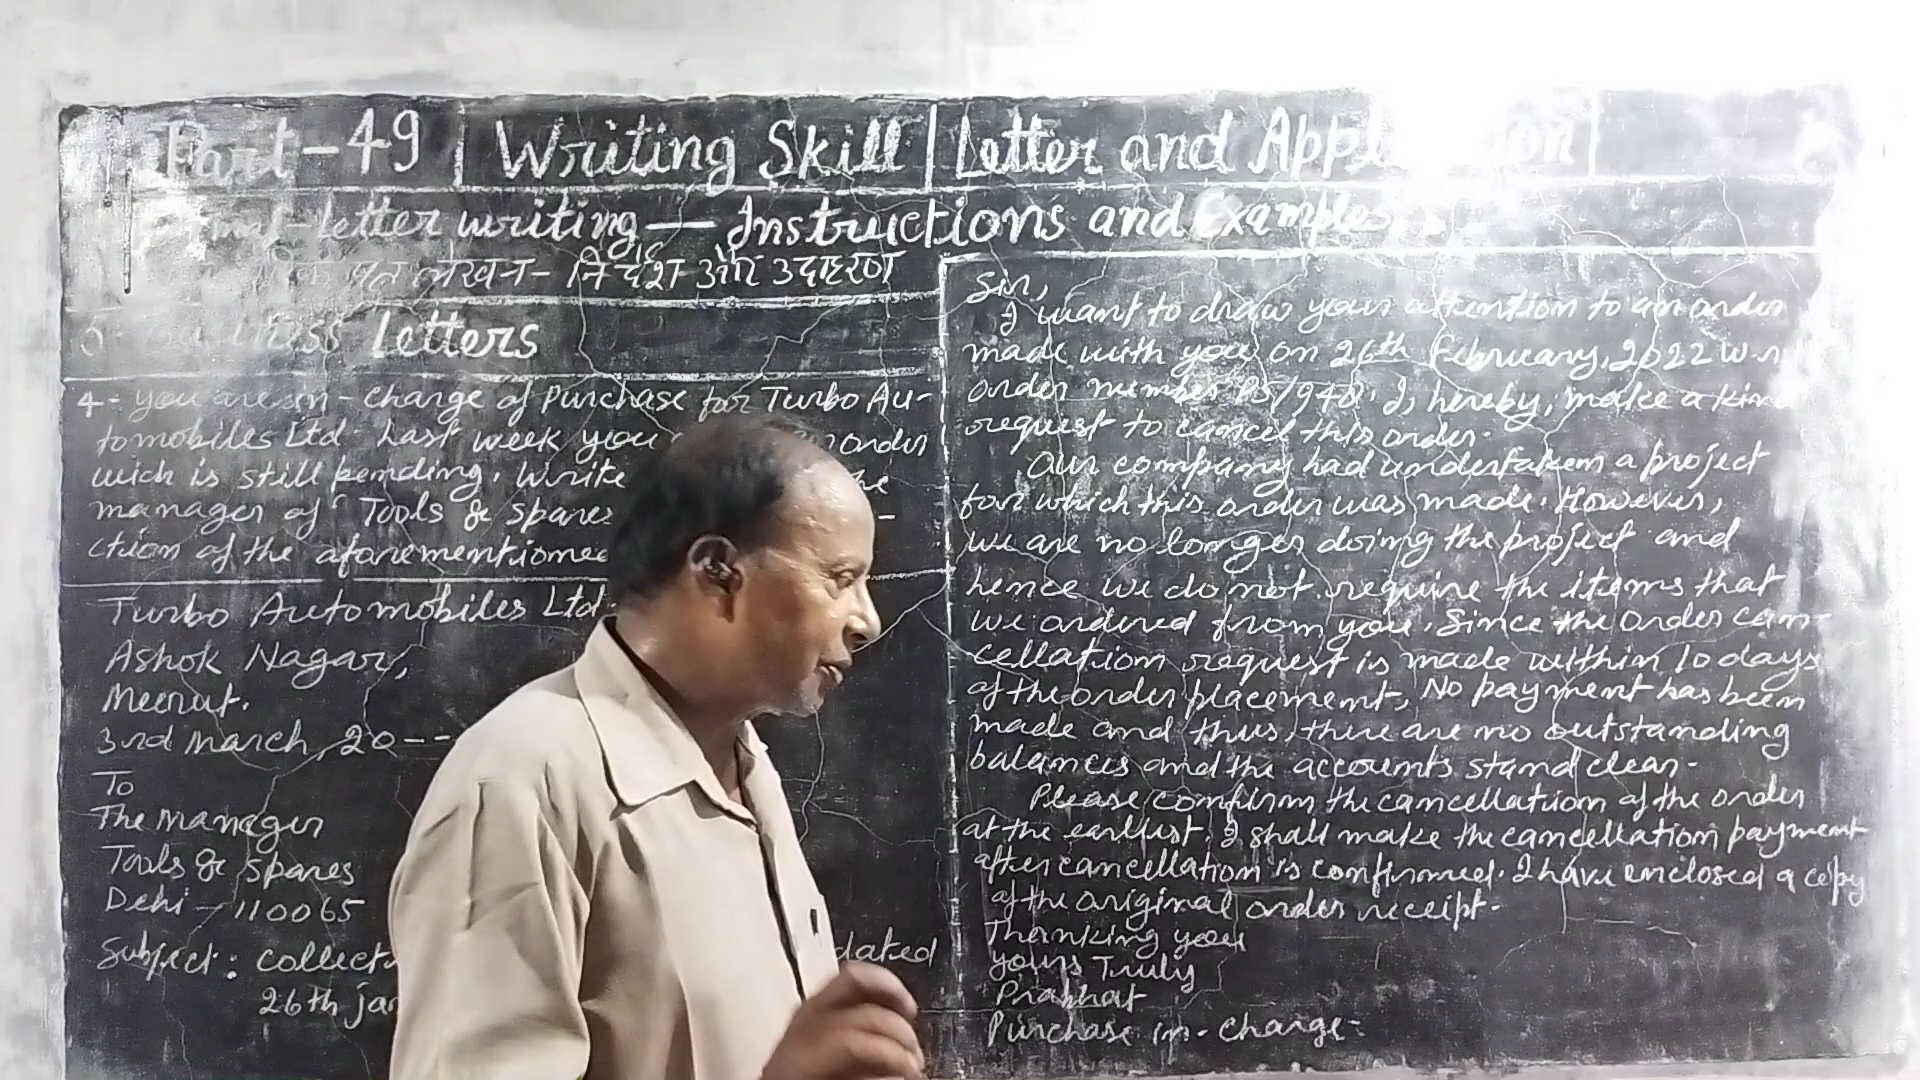 Part-49 | Writing Skill | Letter and
Letter writing — Instructions and Examples
लेखन- निर्देश और उदाहरण
Letters
4- You are in-charge of Purchase for Turbo Au-
tomobiles Ltd. Last week you order
wich is still pending. Write
manager of Tools & spares
ction of the
Turbo Automobiles Ltd.
Ashok Nagar,
Meerut.
3rd March, 20--
To
The manager
Tools & spares
Dehi - 110065
Subject: dated
26th
Sir,
I want to draw your attention to an order
made with you on 26th February, 2022
order number PS/940. I, hereby, make a
request to cancel this order.
Our company had undertaken a project
for which this order was made. However,
we are no longer doing the project and
hence we do not require the items that
we ordered from you. Since the order can-
cellation request is made within 10 days
of the order placement, No payment has been
made and thus, there are no outstanding
balances and the accounts stand clear.
Please confirm the cancellation of the order
at the earliest. I shall make the cancellation payment
after cancellation is confirmed. I have enclosed a copy
of the original order receipt.
Thanking you
yours Truly
Prabhat
Purchase in-charge.